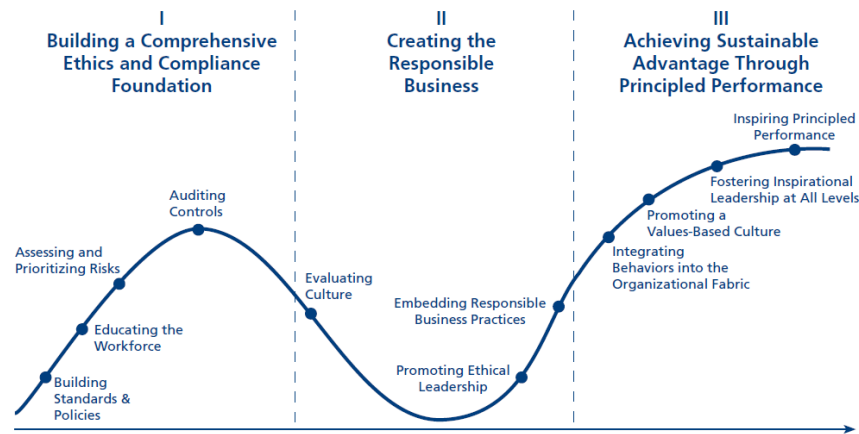 I
Building a Comprehensive
Ethics and Compliance
Foundation
II
Creating the
Responsible
Business
III
Achieving Sustainable
Advantage Through
Principled Performance
Building
Standards &
Policies
Educating the
Workforce
Assessing and
Prioritizing Risks
Auditing
Controls
Evaluating
Culture
Promoting Ethical
Leadership
Embedding Responsible
Business Practices
Integrating
Behaviors into the
Organizational Fabric
Promoting a
Values-Based Culture
Fostering Inspirational
Leadership at All Levels
Inspiring Principled
Performance